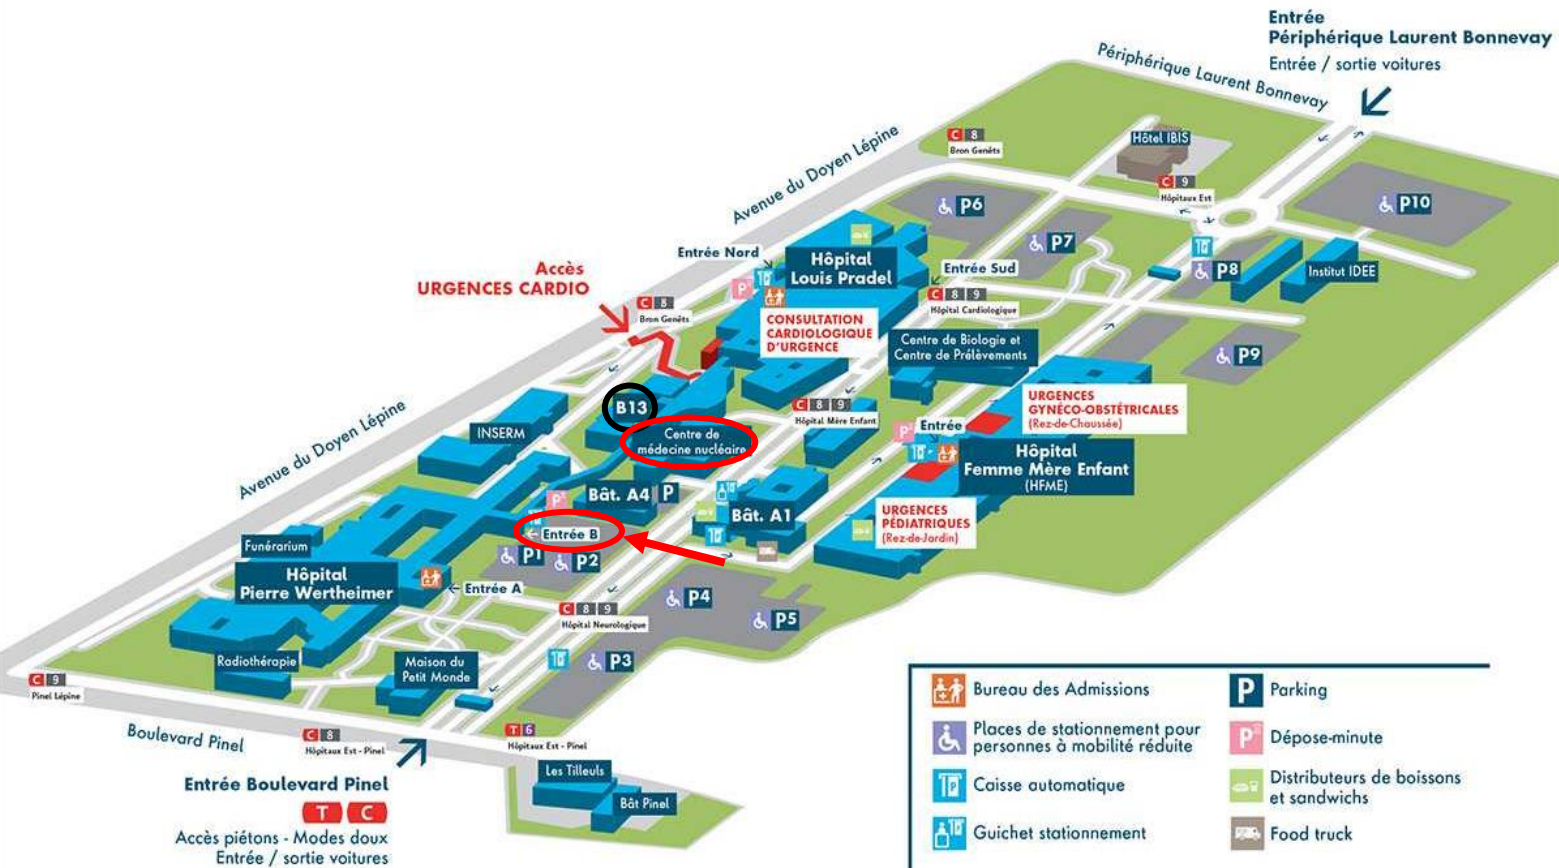 Entrée
Périphérique Laurent Bonnevay
Entrée / sortie voitures
Périphérique Laurent Bonnevay
Hôtel IBIS
C 8
Bron Genêts
C 9
Hôpitaux Est
Avenue du Doyen Lépine
P6
P10
P7
Entrée Nord
Hôpital
Louis Pradel
Entrée Sud
P8
Institut IDEE
Accès
URGENCES CARDIO
C 8
Bron Genêts
C 8 9
Hôpital Cardiologique
CONSULTATION
CARDIOLOGIQUE
D'URGENCE
Centre de Biologie et
Centre de Prélèvements
P9
B13
C 8 9
Hôpital Mère Enfant
URGENCES
GYNÉCO-OBSTÉTRICALES
(Rez-de-Chaussée)
Entrée
INSERM
Centre de
médecine nucléaire
Hôpital
Femme Mère Enfant
(HFME)
Avenue du Doyen Lépine
Bât. A4
P
Bât. A1
URGENCES
PÉDIATRIQUES
(Rez-de-Jardin)
Entrée B
Funérarium
P1
P2
Hôpital
Pierre Wertheimer
Entrée A
P4
C 8 9
Hôpital Neurologique
P5
Radiothérapie
Maison du
Petit Monde
P3
C 9
Pinel Lépine
Boulevard Pinel
C 8
Hôpitaux Est - Pinel
T 6
Hôpitaux Est - Pinel
Les Tilleuls
Bât Pinel
Entrée Boulevard Pinel
T C
Accès piétons - Modes doux
Entrée / sortie voitures
Bureau des Admissions
P Parking
Places de stationnement pour
personnes à mobilité réduite
Dépose-minute
Caisse automatique
Distributeurs de boissons
et sandwichs
Guichet stationnement
Food truck